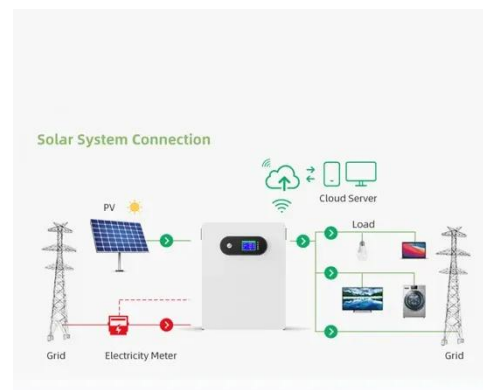 Solar System Connection
Cloud Server
PV
Load
Grid
Electricity Meter
Grid